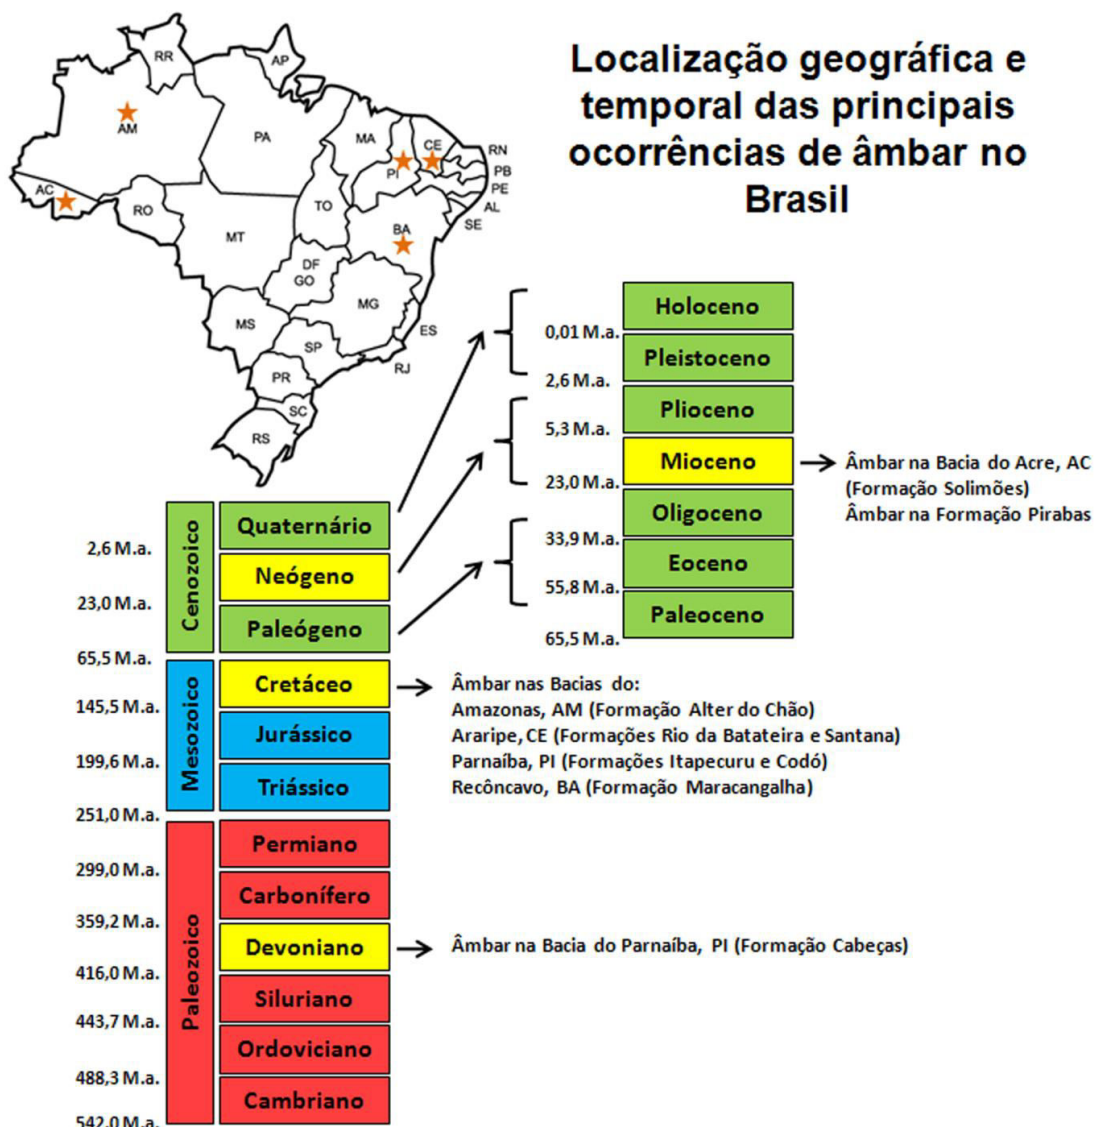 Localização geográfica e
temporal das principais
ocorrências de âmbar no
Brasil
RR
AP
AM
PA
MA
CE
RN
PB
PE
AL
SE
PI
AC
RO
TO
BA
MT
DF
GO
MG
ES
MS
SP
RJ
PR
SC
RS
Holoceno
0,01 M.a.
Pleistoceno
2,6 M.a.
Plioceno
5,3 M.a.
Mioceno
23,0 M.a.
Oligoceno
33,9 M.a.
Eoceno
55,8 M.a.
Paleoceno
65,5 M.a.
Âmbar na Bacia do Acre, AC
(Formação Solimões)
Âmbar na Formação Pirabas
Cenozoico
Quaternário
2,6 M.a.
Neógeno
23,0 M.a.
Paleógeno
65,5 M.a.
Mesozoico
Cretáceo
145,5 M.a.
Jurássico
199,6 M.a.
Triássico
251,0 M.a.
Âmbar nas Bacias do:
Amazonas, AM (Formação Alter do Chão)
Araripe, CE (Formações Rio da Batateira e Santana)
Parnaíba, PI (Formações Itapecuru e Codó)
Recôncavo, BA (Formação Maracangalha)
Paleozoico
Permiano
299,0 M.a.
Carbonífero
359,2 M.a.
Devoniano
416,0 M.a.
Siluriano
443,7 M.a.
Ordoviciano
488,3 M.a.
Cambriano
542,0 M.a.
Âmbar na Bacia do Parnaíba, PI (Formação Cabeças)